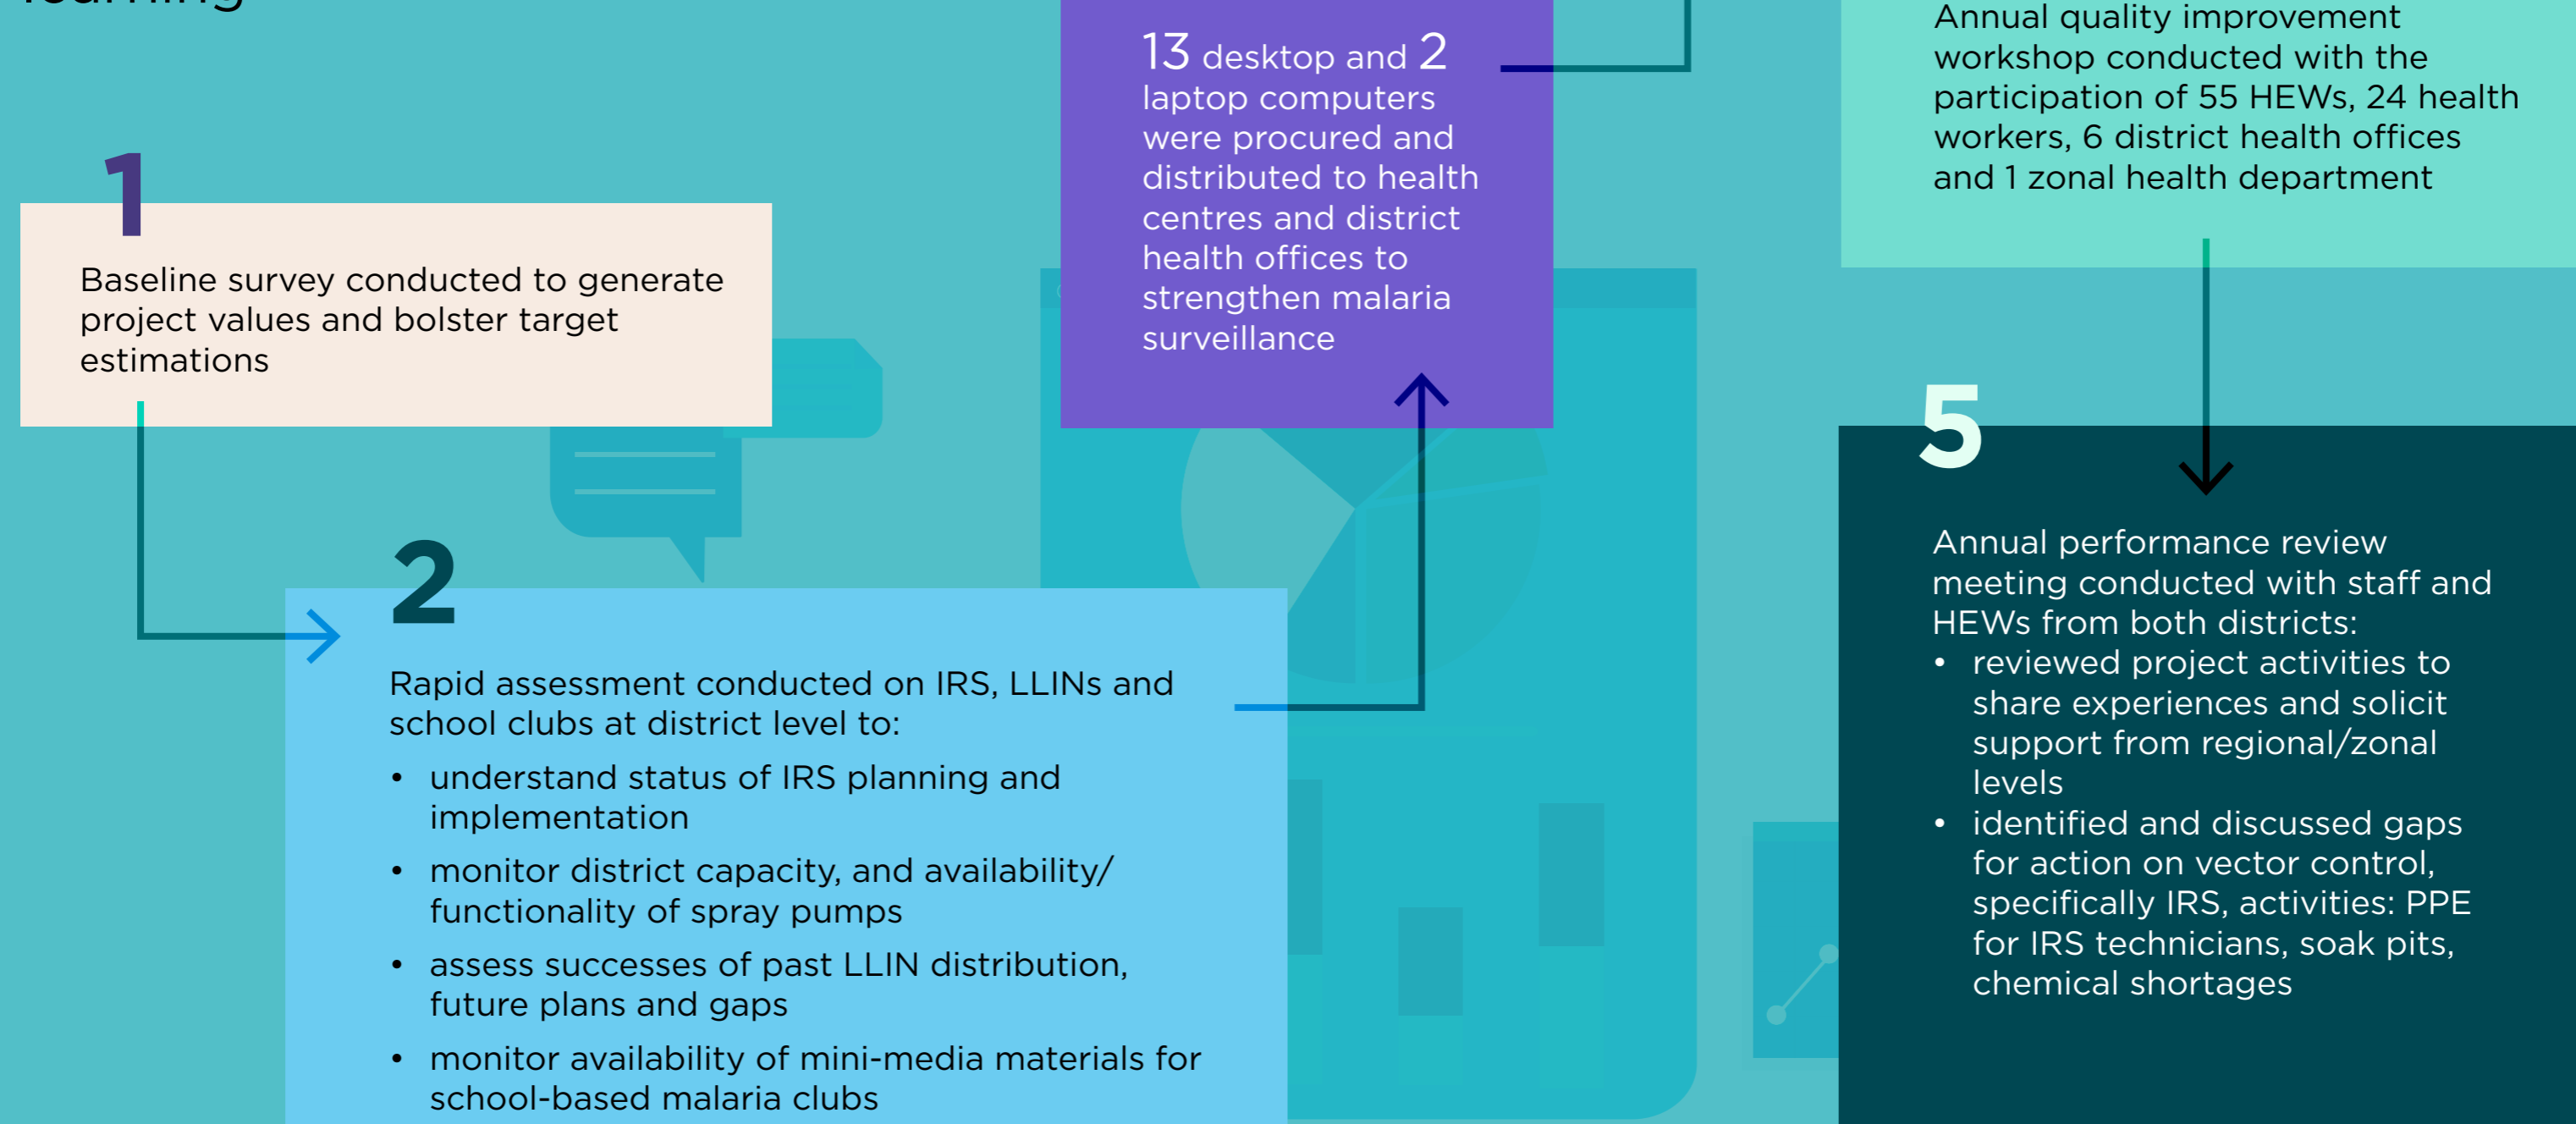 1
Baseline survey conducted to generate
project values and bolster target
estimations
2
Rapid assessment conducted on IRS, LLINs and
school clubs at district level to:
• understand status of IRS planning and
implementation
• monitor district capacity, and availability/
functionality of spray pumps
• assess successes of past LLIN distribution,
future plans and gaps
• monitor availability of mini-media materials for
school-based malaria clubs
13 desktop and 2
laptop computers
were procured and
distributed to health
centres and district
health offices to
strengthen malaria
surveillance
Annual quality improvement
workshop conducted with the
participation of 55 HEWs, 24 health
workers, 6 district health offices
and 1 zonal health department
5
Annual performance review
meeting conducted with staff and
HEWs from both districts:
• reviewed project activities to
share experiences and solicit
support from regional/zonal
levels
• identified and discussed gaps
for action on vector control,
specifically IRS, activities: PPE
for IRS technicians, soak pits,
chemical shortages